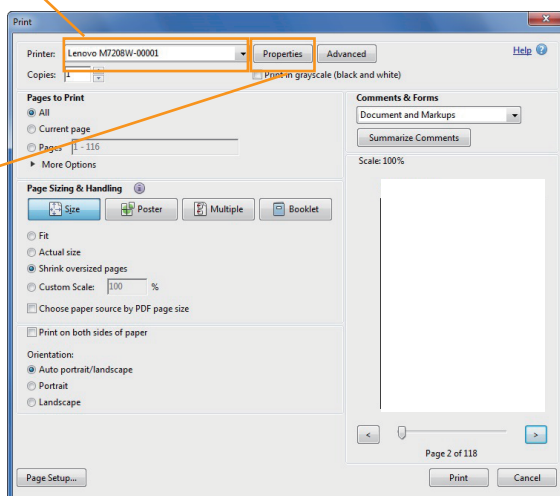 Print
Printer: Lenovo M7208W-00001 Properties Advanced Help
Copies: 1 Print in grayscale (black and white)
Pages to Print
All
Current page
Pages 1 - 116
More Options
Page Sizing & Handling
Size Poster Multiple Booklet
Fit
Actual size
Shrink oversized pages
Custom Scale: 100 %
Choose paper source by PDF page size
Print on both sides of paper
Orientation:
Auto portrait/landscape
Portrait
Landscape
Comments & Forms
Document and Markups
Summarize Comments
Scale: 100%
< >
Page 2 of 118
Page Setup... Print Cancel